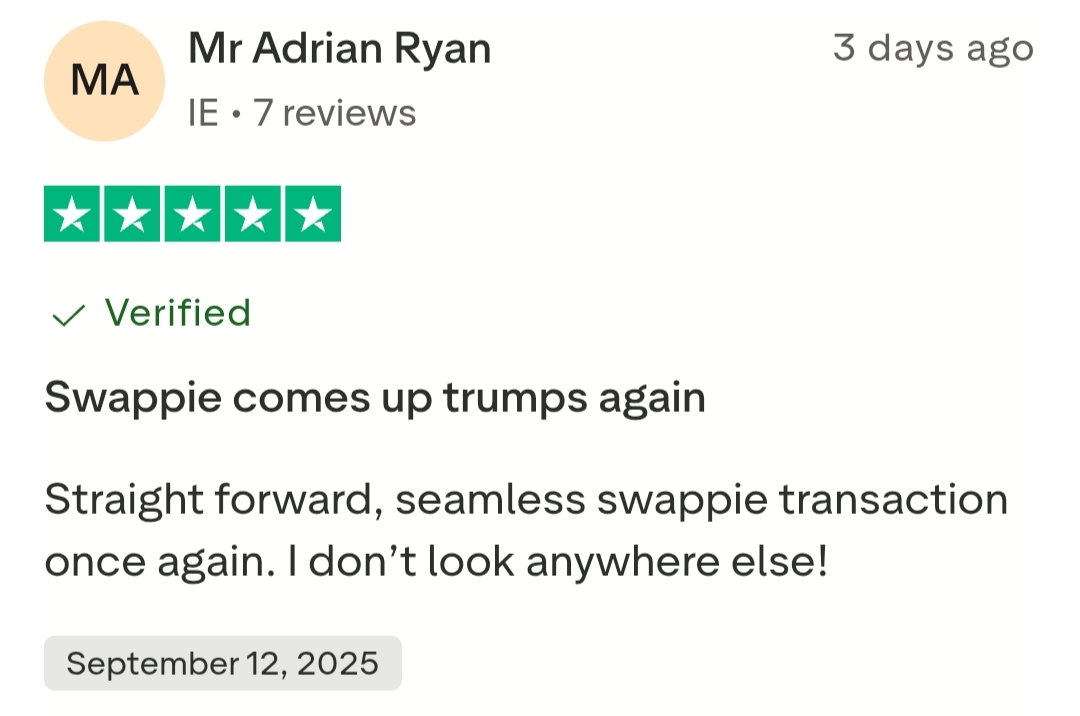 MA
Mr Adrian Ryan
3 days ago
IE • 7 reviews
Verified
Swappie comes up trumps again
Straight forward, seamless swappie transaction
once again. I don’t look anywhere else!
September 12, 2025